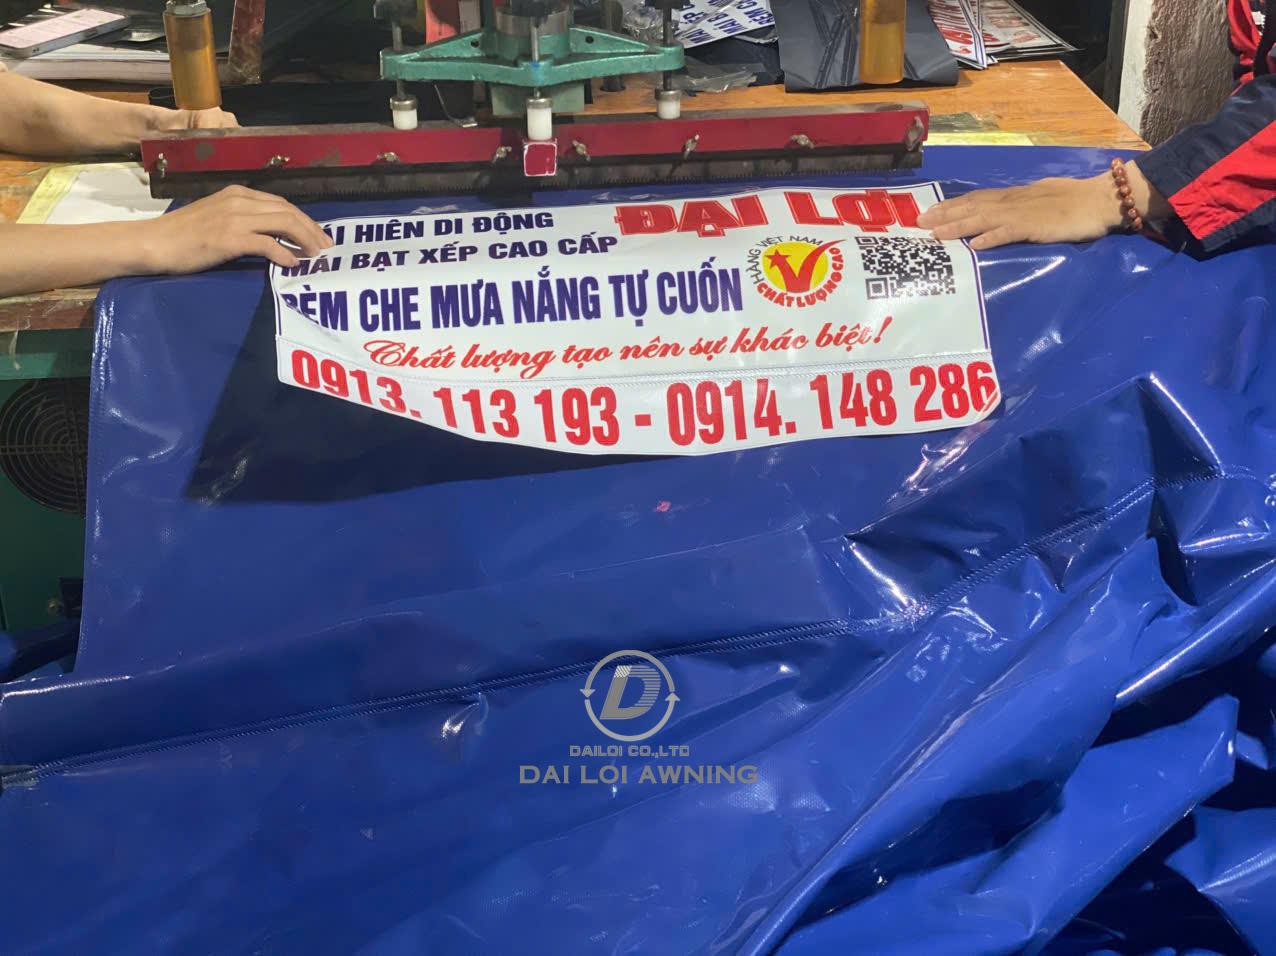 ĐẠI LỢI
MÁI HIÊN DI ĐỘNG
MÁI BẠT XẾP CAO CẤP
RÈM CHE MƯA NẮNG TỰ CUỐN
HÀNG VIỆT NAM
CHẤT LƯỢNG CAO
Chất lượng tạo nên sự khác biệt!
0913. 113 193 - 0914. 148 286
D
DAILOI CO.,LTD
DAI LOI AWNING